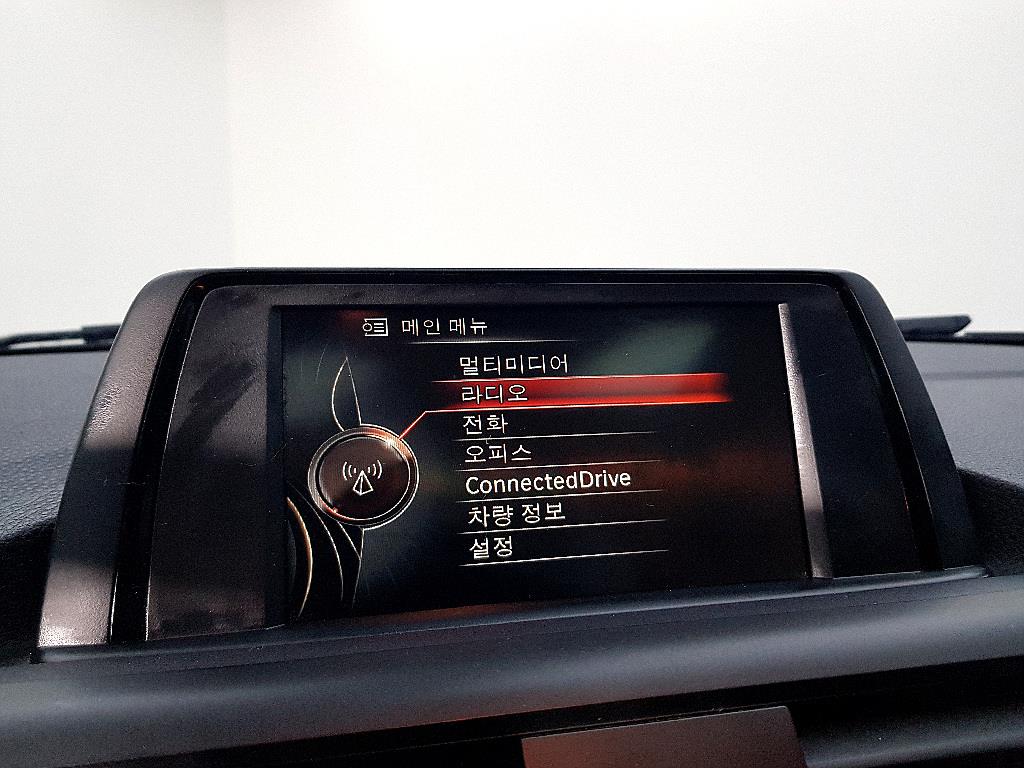 메인 메뉴
멀티미디어
라디오
전화
오피스
ConnectedDrive
차량 정보
설정